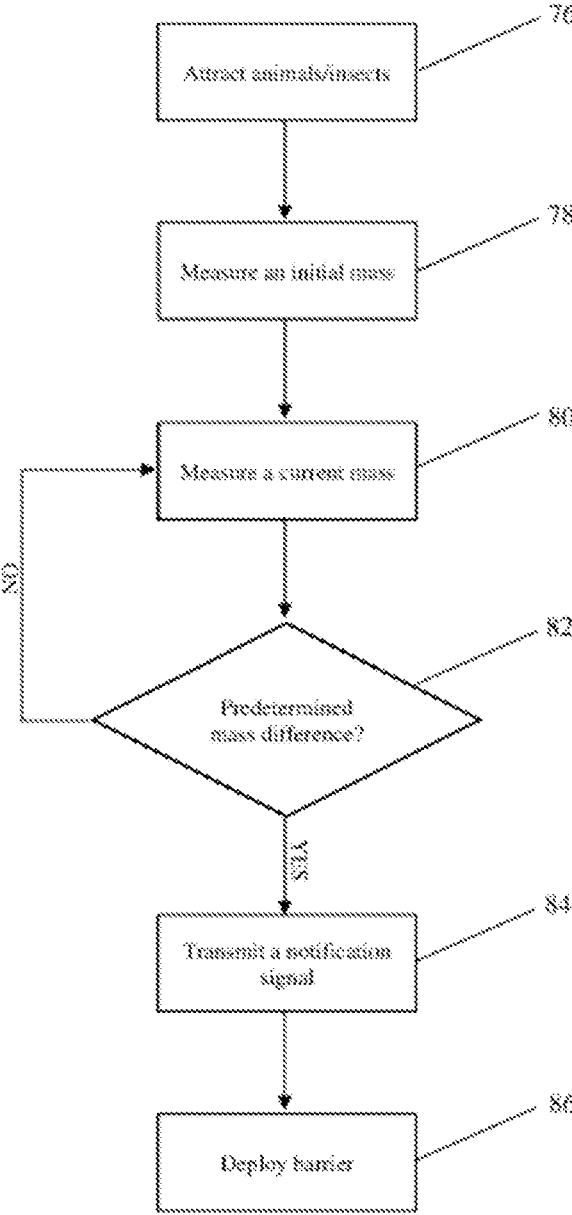 76
Attract animals/insects
78
Measure an initial mass
80
Measure a current mass
NO
82
Predetermined
mass difference?
YES
84
Transmit a notification
signal
86
Deploy barrier